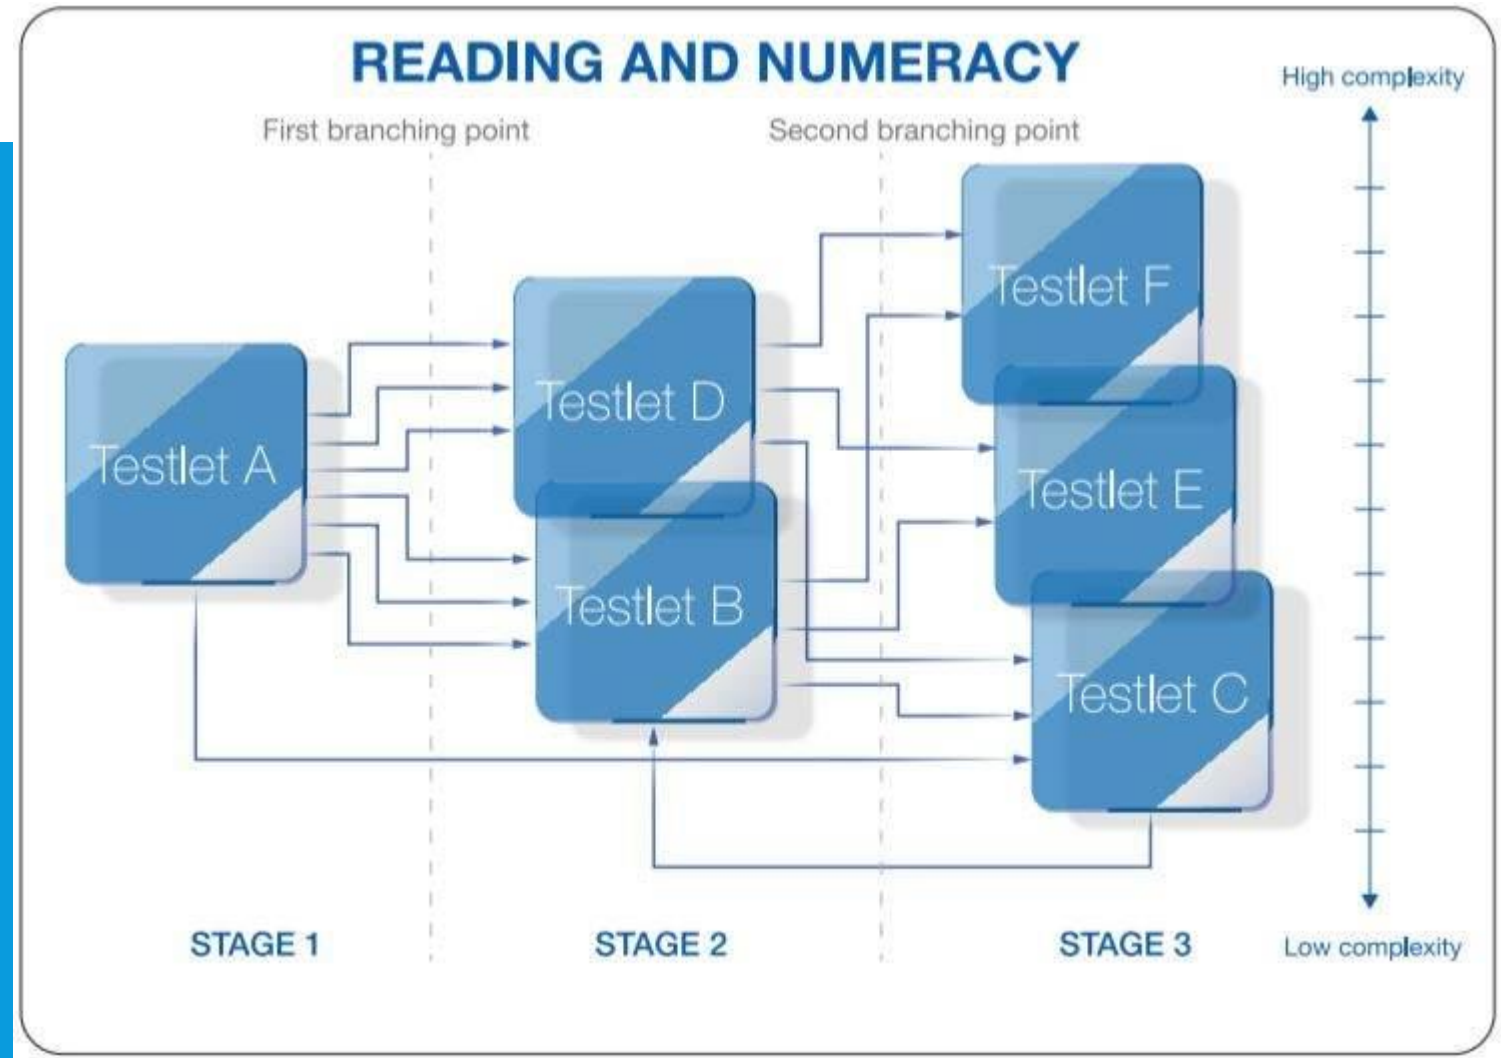 READING AND NUMERACY
High complexity
First branching point
Second branching point
Testlet F
Testlet D
Testlet A
Testlet E
Testlet B
Testlet C
STAGE 1
STAGE 2
STAGE 3
Low complexity